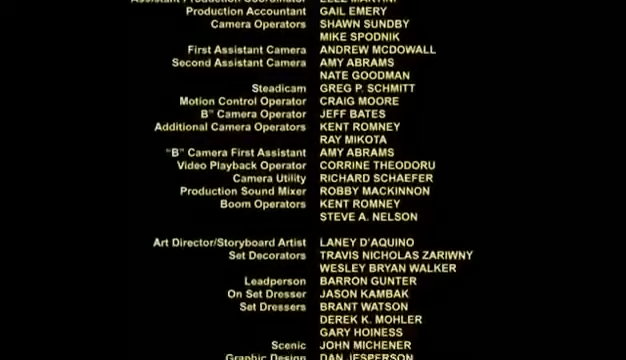 Production Accountant GAIL EMERY
Camera Operators SHAWN SUNDBY
MIKE SPODNIK
First Assistant Camera ANDREW MCDOWALL
Second Assistant Camera AMY ABRAMS
NATE GOODMAN
Steadicam GREG P. SCHMITT
Motion Control Operator CRAIG MOORE
B" Camera Operator JEFF BATES
Additional Camera Operators KENT ROMNEY
RAY MIKOTA
"B" Camera First Assistant AMY ABRAMS
Video Playback Operator CORRINE THEODORU
Camera Utility RICHARD SCHAEFER
Production Sound Mixer ROBBY MACKINNON
Boom Operators KENT ROMNEY
STEVE A. NELSON
Art Director/Storyboard Artist LANEY D'AQUINO
Set Decorators TRAVIS NICHOLAS ZARIWNY
WESLEY BRYAN WALKER
Leadperson BARRON GUNTER
On Set Dresser JASON KAMBAK
Set Dressers BRANT WATSON
DEREK K. MOHLER
GARY HOINESS
Scenic JOHN MICHENER
Graphic Design DAN JESPERSON